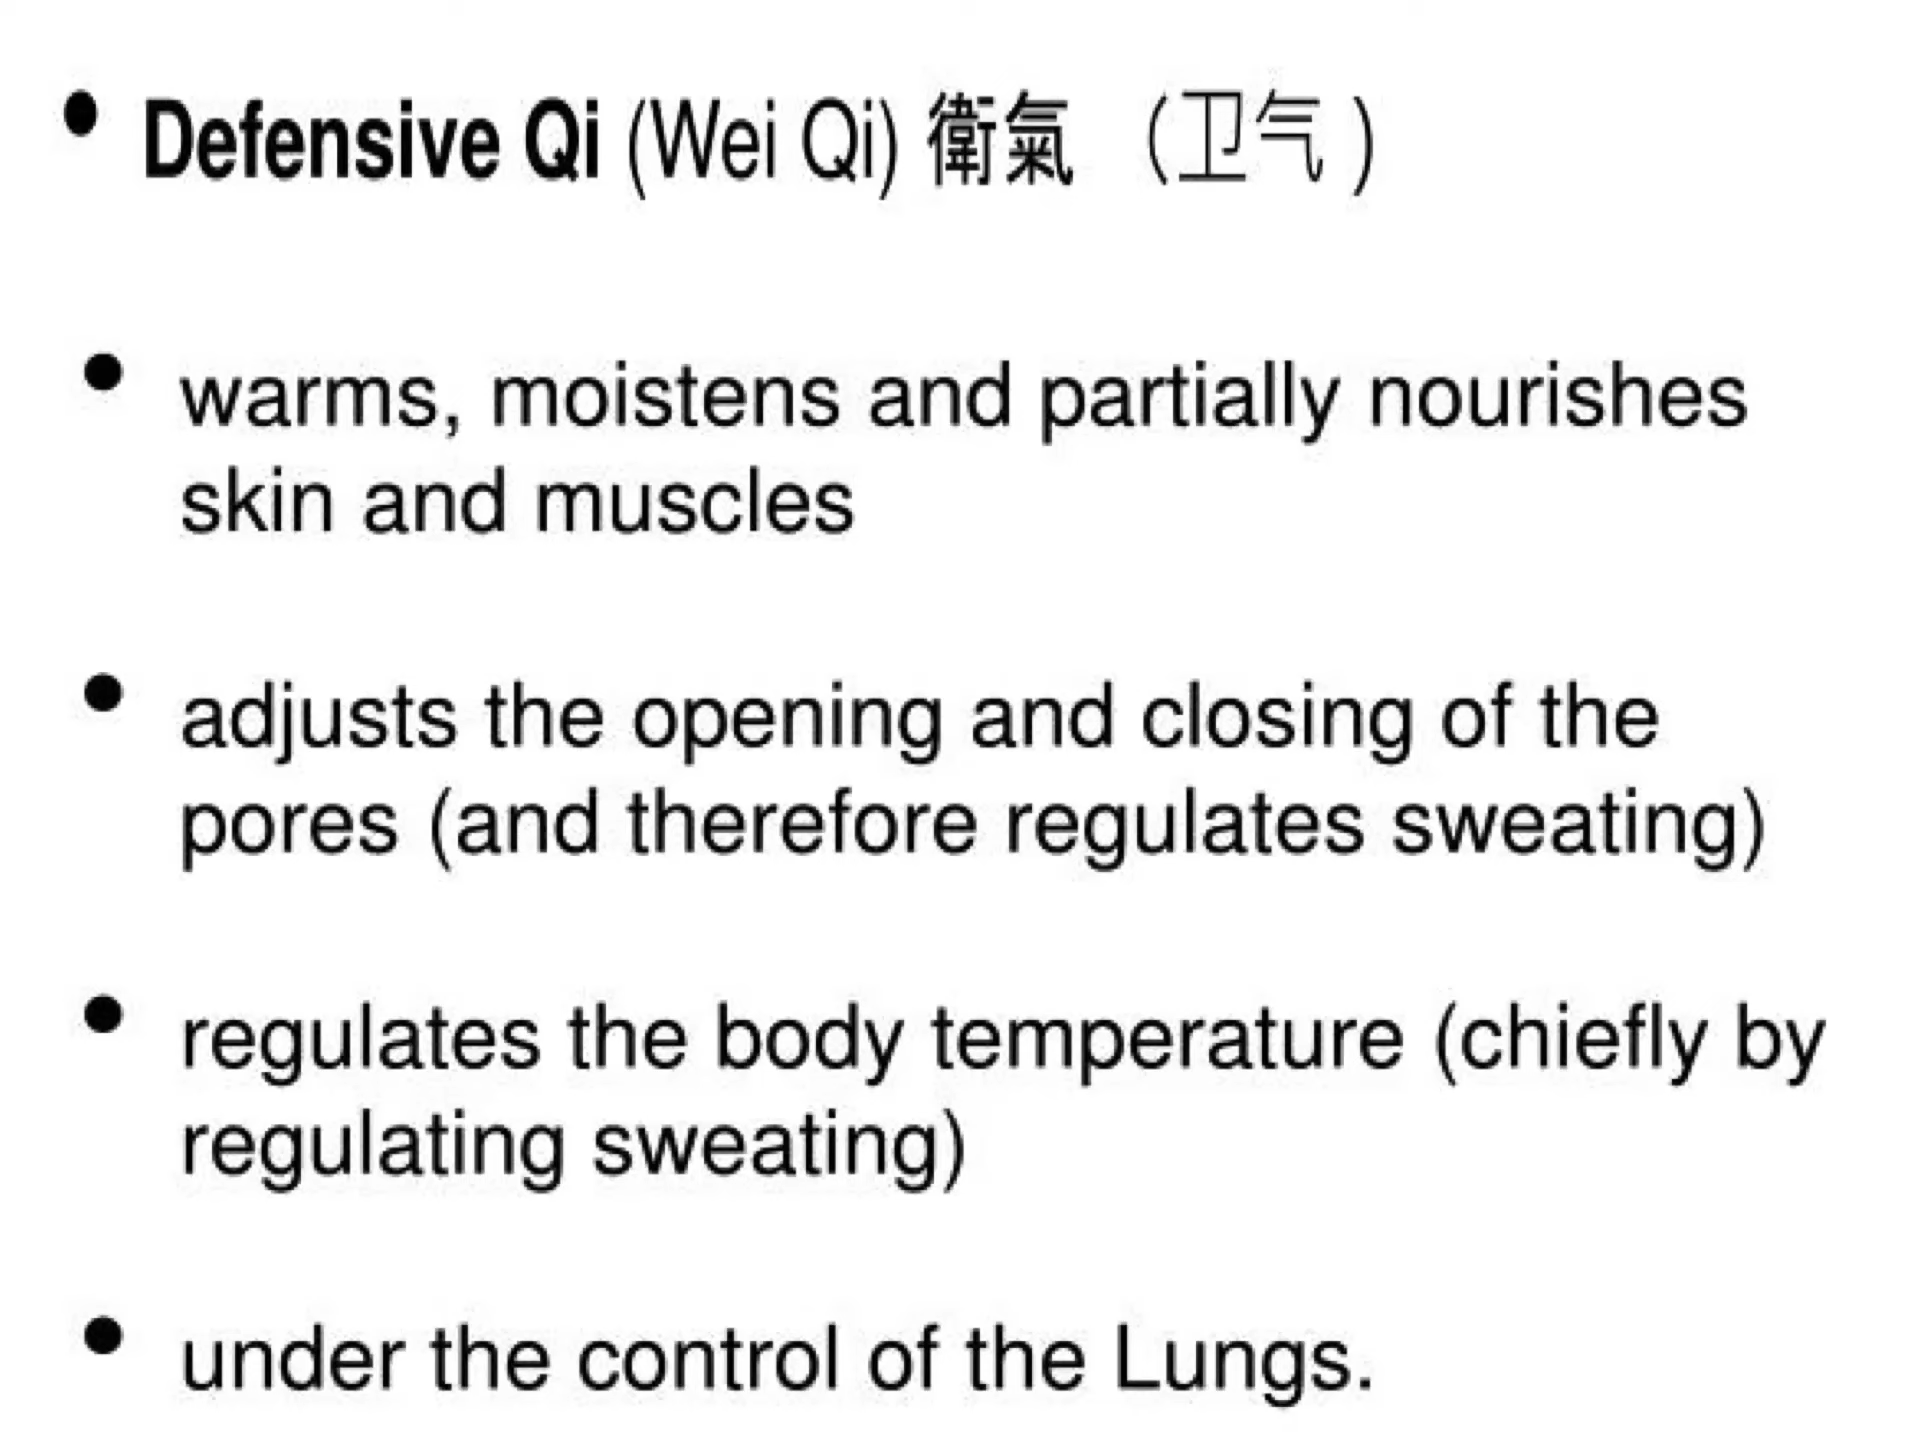 • Defensive Qi (Wei Qi) 衛氣 （卫气 )
• warms, moistens and partially nourishes
skin and muscles
• adjusts the opening and closing of the
pores (and therefore regulates sweating)
• regulates the body temperature (chiefly by
regulating sweating)
• under the control of the Lungs.